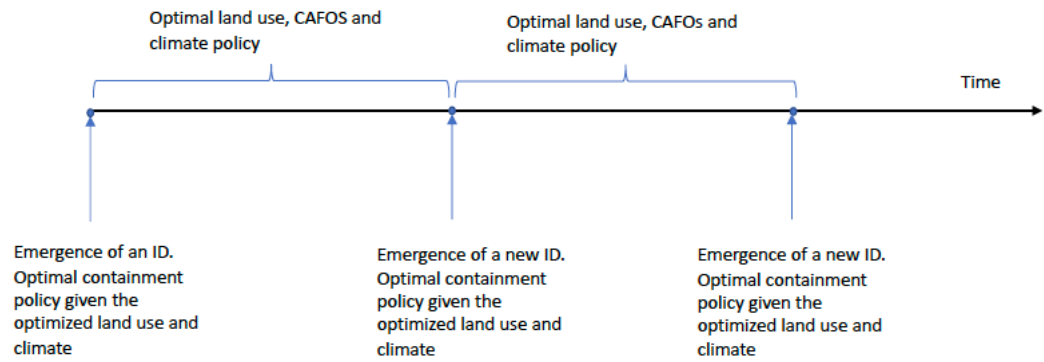 Optimal land use, CAFOS and
climate policy
Optimal land use, CAFOs and
climate policy
Time
Emergence of an ID.
Optimal containment
policy given the
optimized land use and
climate
Emergence of a new ID.
Optimal containment
policy given the
optimized land use and
climate
Emergence of a new ID.
Optimal containment
policy given the
optimized land use and
climate